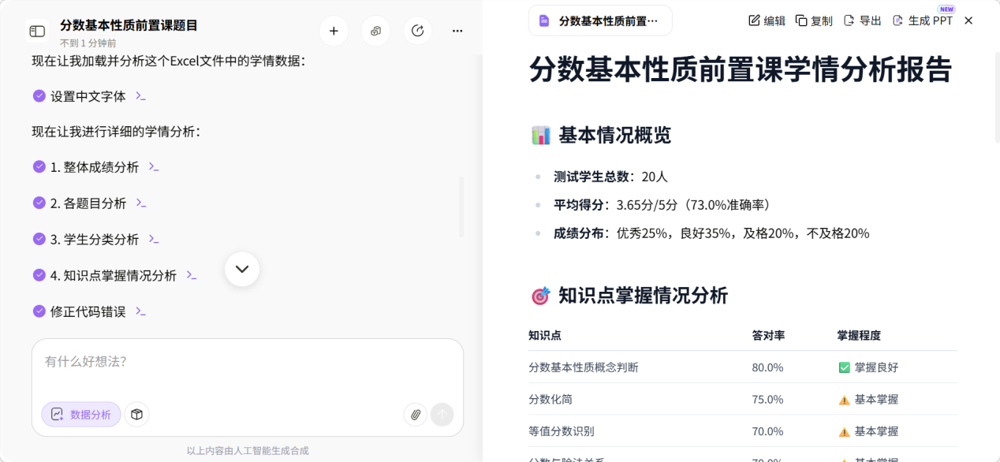 分数基本性质前置课题目
不到 1 分钟前
现在让我加载并分析这个Excel文件中的学情数据：
设置中文字体 >_
现在让我进行详细的学情分析：
1. 整体成绩分析 >_
2. 各题目分析 >_
3. 学生分类分析 >_
4. 知识点掌握情况分析 >_
修正代码错误 >_
有什么好想法？
数据分析
以上内容由人工智能生成合成
分数基本性质前置…
编辑
复制
导出
生成 PPT
NEW
分数基本性质前置课学情分析报告
基本情况概览
测试学生总数：20人
平均得分：3.65分/5分（73.0%准确率）
成绩分布：优秀25%，良好35%，及格20%，不及格20%
知识点掌握情况分析
知识点 答对率 掌握程度
分数基本性质概念判断 80.0% 掌握良好
分数化简 75.0% 基本掌握
等值分数识别 70.0% 基本掌握
分数与除法关系 70.0% 基本掌握